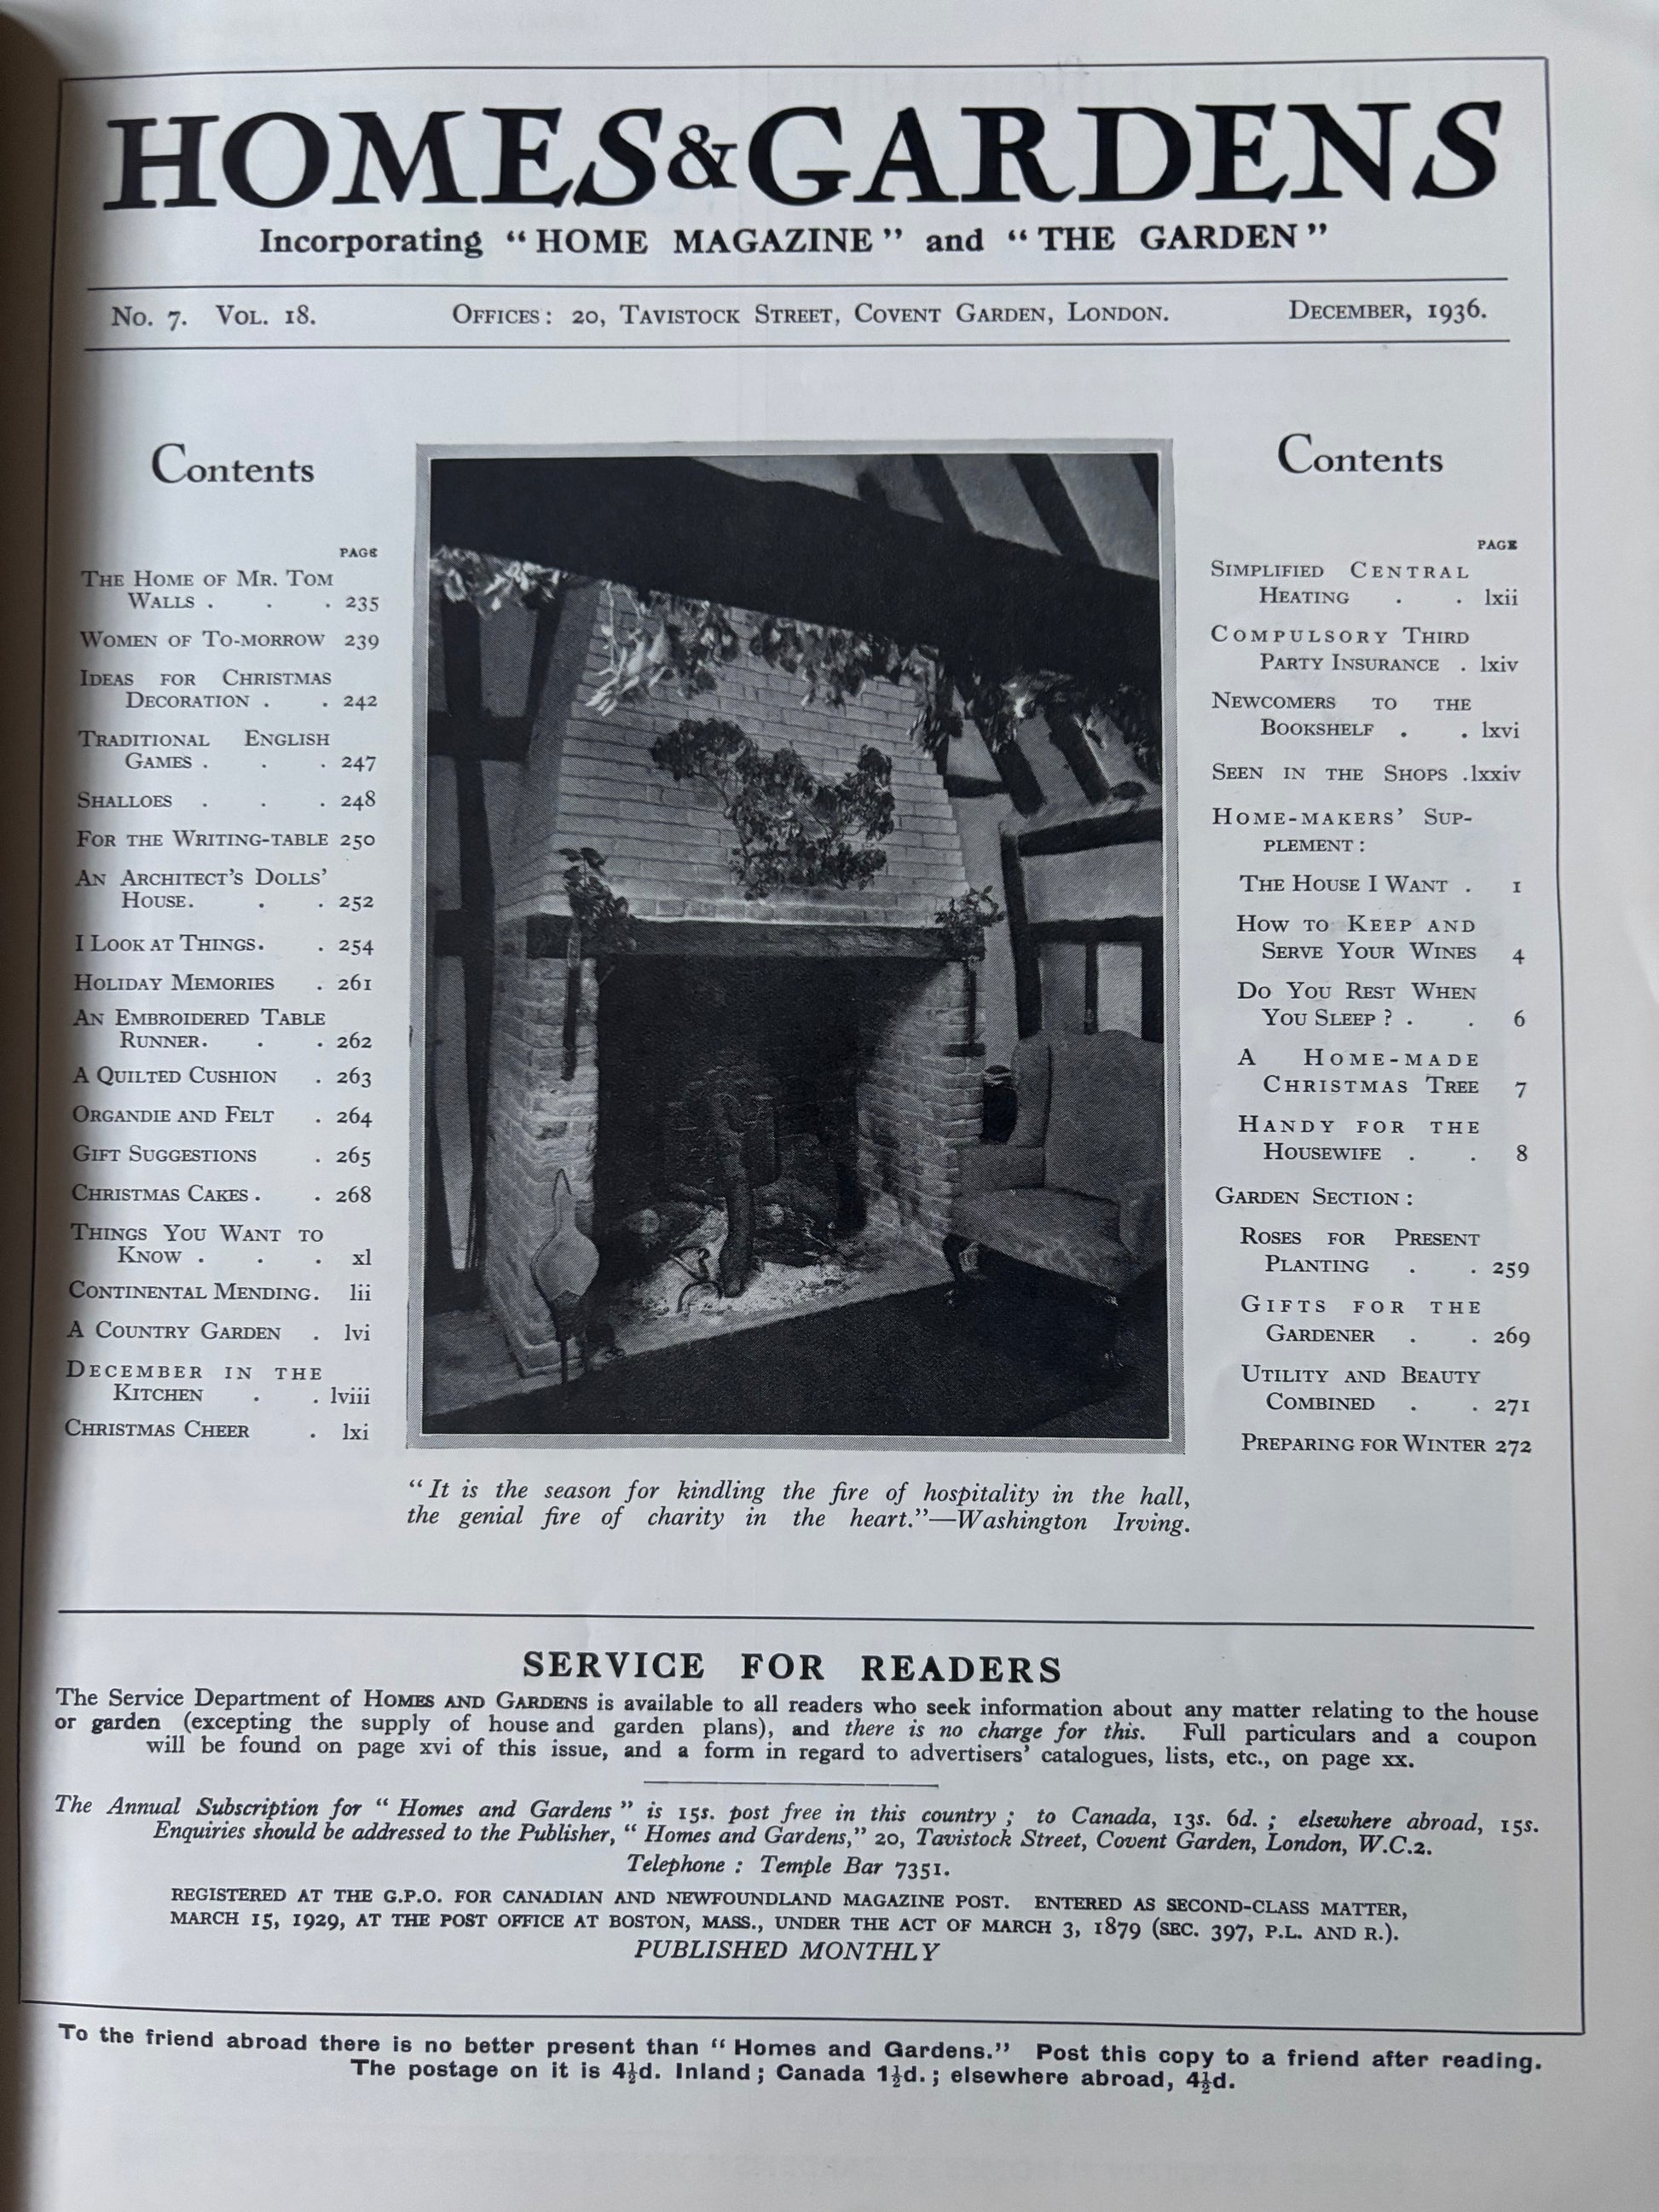 HOMES & GARDENS
Incorporating “HOME MAGAZINE” and “THE GARDEN”
No. 7. Vol. 18. Offices: 20, Tavistock Street, Covent Garden, London. December, 1936.
Contents
PAGE
The Home of Mr. Tom
Walls . . . 235
Women of To-morrow 239
Ideas for Christmas
Decoration . . 242
Traditional English
Games . . . 247
Shalloes . . . 248
For the Writing-table 250
An Architect's Dolls'
House. . . 252
I Look at Things. . 254
Holiday Memories . 261
An Embroidered Table
Runner. . . 262
A Quilted Cushion . 263
Organdie and Felt . 264
Gift Suggestions . 265
Christmas Cakes . . 268
Things You Want to
Know . . . xl
Continental Mending. lii
A Country Garden . lvi
December in the
Kitchen . . lviii
Christmas Cheer . lxi
Contents
PAGE
Simplified Central
Heating . . lxii
Compulsory Third
Party Insurance . lxiv
Newcomers to the
Bookshelf . . lxvi
Seen in the Shops . lxxiv
Home-makers' Sup-
plement :
The House I Want . 1
How to Keep and
Serve Your Wines 4
Do You Rest When
You Sleep ? . . 6
A Home-made
Christmas Tree 7
Handy for the
Housewife . . 8
Garden Section :
Roses for Present
Planting . . 259
Gifts for the
Gardener . . 269
Utility and Beauty
Combined . . 271
Preparing for Winter 272
“It is the season for kindling the fire of hospitality in the hall,
the genial fire of charity in the heart.”—Washington Irving.
SERVICE FOR READERS
The Service Department of Homes and Gardens is available to all readers who seek information about any matter relating to the house
or garden (excepting the supply of house and garden plans), and there is no charge for this. Full particulars and a coupon
will be found on page xvi of this issue, and a form in regard to advertisers' catalogues, lists, etc., on page xx.
The Annual Subscription for “Homes and Gardens” is 15s. post free in this country ; to Canada, 13s. 6d. ; elsewhere abroad, 15s.
Enquiries should be addressed to the Publisher, “Homes and Gardens,” 20, Tavistock Street, Covent Garden, London, W.C.2.
Telephone : Temple Bar 7351.
REGISTERED AT THE G.P.O. FOR CANADIAN AND NEWFOUNDLAND MAGAZINE POST. ENTERED AS SECOND-CLASS MATTER,
MARCH 15, 1929, AT THE POST OFFICE AT BOSTON, MASS., UNDER THE ACT OF MARCH 3, 1879 (SEC. 397, P.L. AND R.).
PUBLISHED MONTHLY
To the friend abroad there is no better present than “Homes and Gardens.” Post this copy to a friend after reading.
The postage on it is 4½d. Inland ; Canada 1½d. ; elsewhere abroad, 4½d.